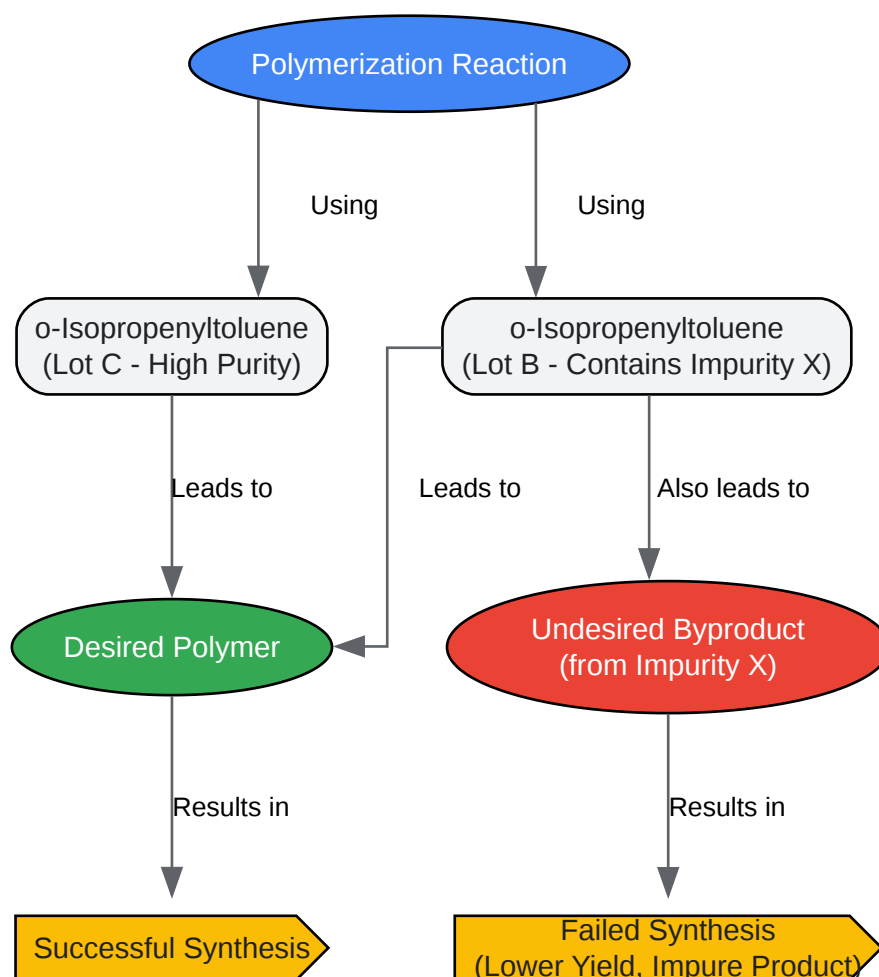 Polymerization Reaction
Using
Using
o-Isopropenyltoluene
(Lot C - High Purity)
o-Isopropenyltoluene
(Lot B - Contains Impurity X)
Leads to
Leads to
Also leads to
Desired Polymer
Undesired Byproduct
(from Impurity X)
Results in
Results in
Successful Synthesis
Failed Synthesis
(Lower Yield, Impure Product)